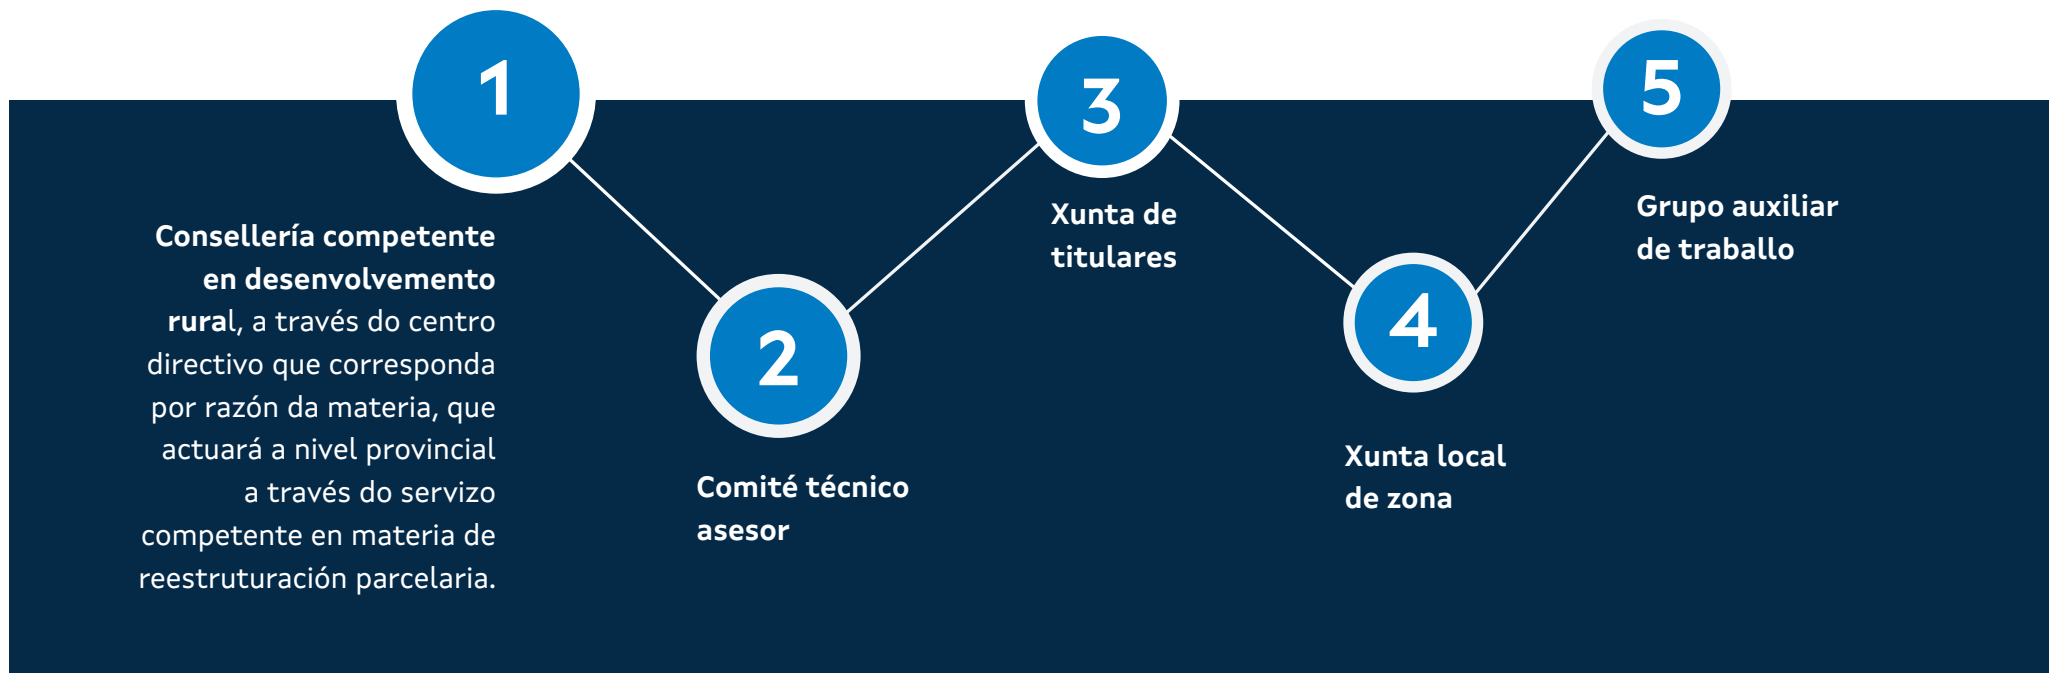 1
Consellería competente
en desenvolvemento
rural, a través do centro
directivo que corresponda
por razón da materia, que
actuará a nivel provincial
a través do servizo
competente en materia de
reestruturación parcelaria.
2
Comité técnico
asesor
3
Xunta de
titulares
4
Xunta local
de zona
5
Grupo auxiliar
de traballo